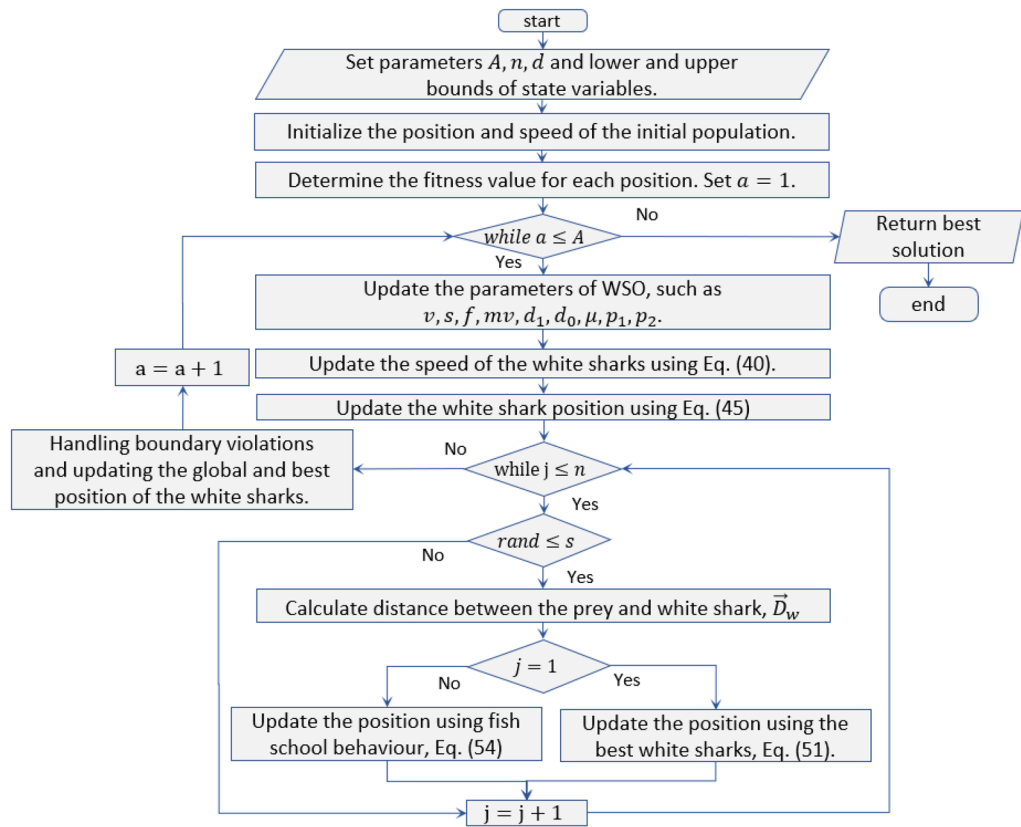 start
Set parameters A, n, d and lower and upper
bounds of state variables.
Initialize the position and speed of the initial population.
Determine the fitness value for each position. Set a = 1.
No
while a ≤ A
Return best
solution
Yes
end
Update the parameters of WSO, such as
v, s, f, mv, d₁, d₀, μ, p₁, p₂.
a = a + 1
Update the speed of the white sharks using Eq. (40).
Update the white shark position using Eq. (45)
Handling boundary violations
and updating the global and best
position of the white sharks.
No
while j ≤ n
Yes
rand ≤ s
No
Yes
Calculate distance between the prey and white shark, D⃗w
j = 1
No
Yes
Update the position using fish
school behaviour, Eq. (54)
Update the position using the
best white sharks, Eq. (51).
j = j + 1